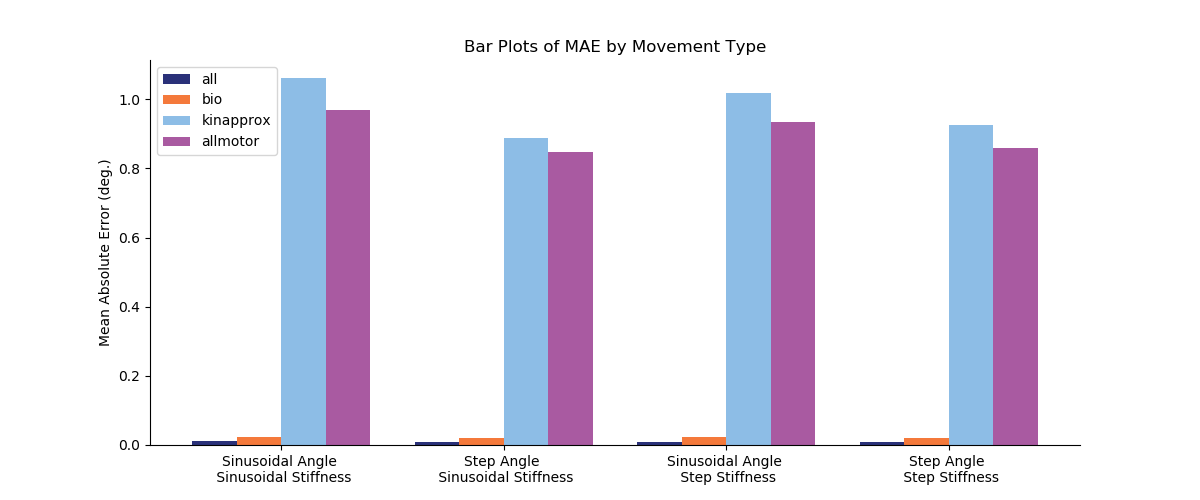 Bar Plots of MAE by Movement Type
all
bio
kinapprox
allmotor
Mean Absolute Error (deg.)
1.0
0.8
0.6
0.4
0.2
0.0
Sinusoidal Angle
Sinusoidal Stiffness
Step Angle
Sinusoidal Stiffness
Sinusoidal Angle
Step Stiffness
Step Angle
Step Stiffness